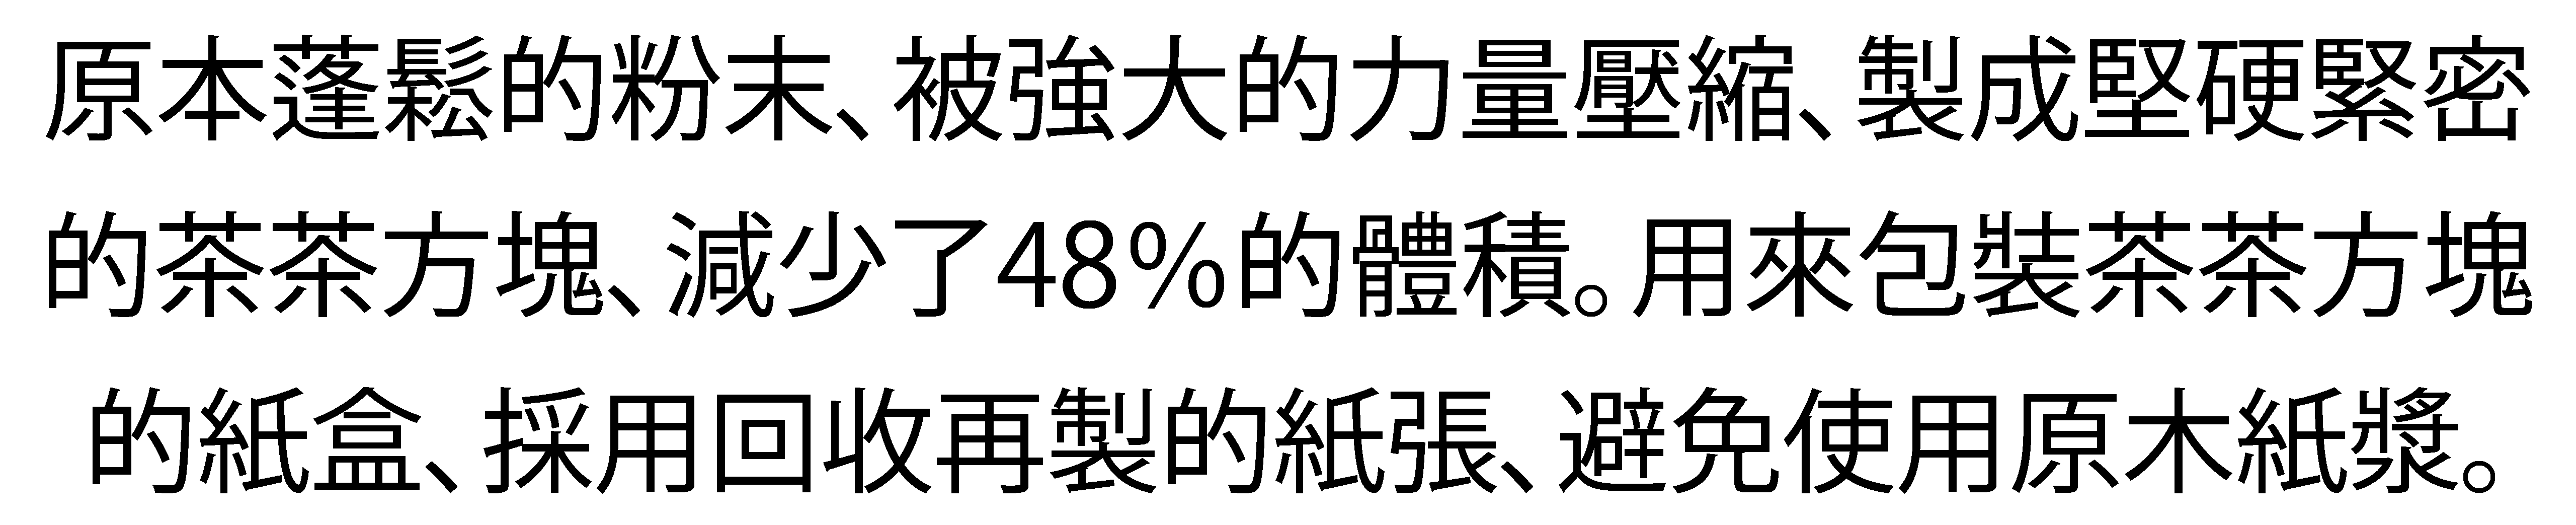 原本蓬鬆的粉末、被強大的力量壓縮、製成堅硬緊密
的茶茶方塊、減少了48%的體積。用來包裝茶茶方塊
的紙盒、採用回收再製的紙張、避免使用原木紙漿。